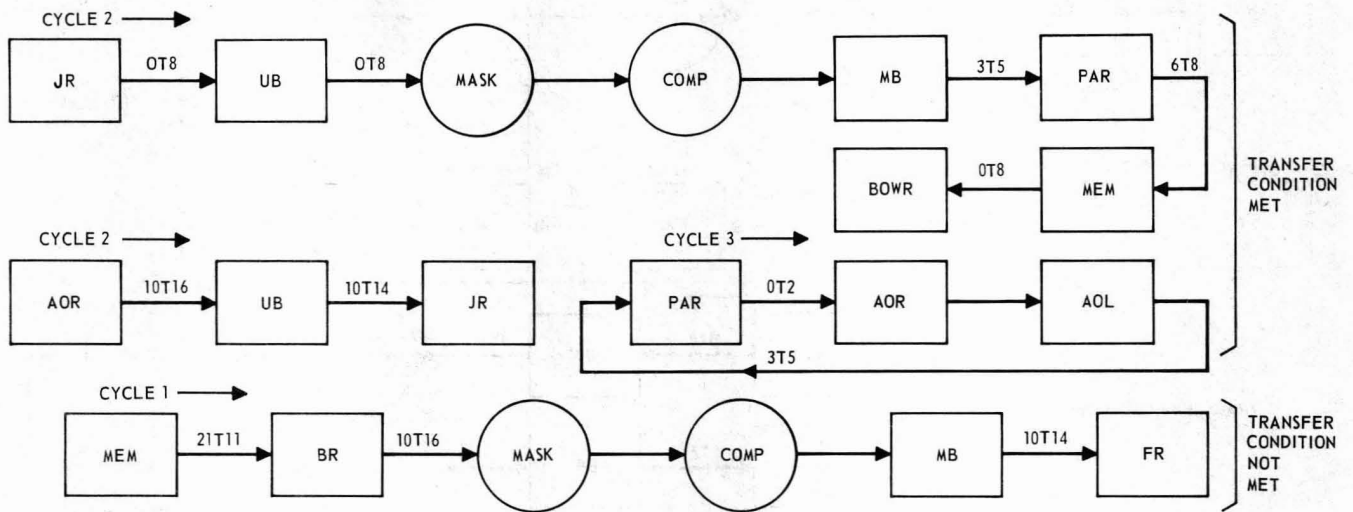 CYCLE 2
JR
0T8
UB
0T8
MASK
COMP
MB
3T5
PAR
6T8
BOWR
0T8
MEM
TRANSFER
CONDITION
MET
CYCLE 2
AOR
10T16
UB
10T14
JR
CYCLE 3
PAR
0T2
AOR
AOL
3T5
CYCLE 1
MEM
21T11
BR
10T16
MASK
COMP
MB
10T14
FR
TRANSFER
CONDITION
NOT
MET